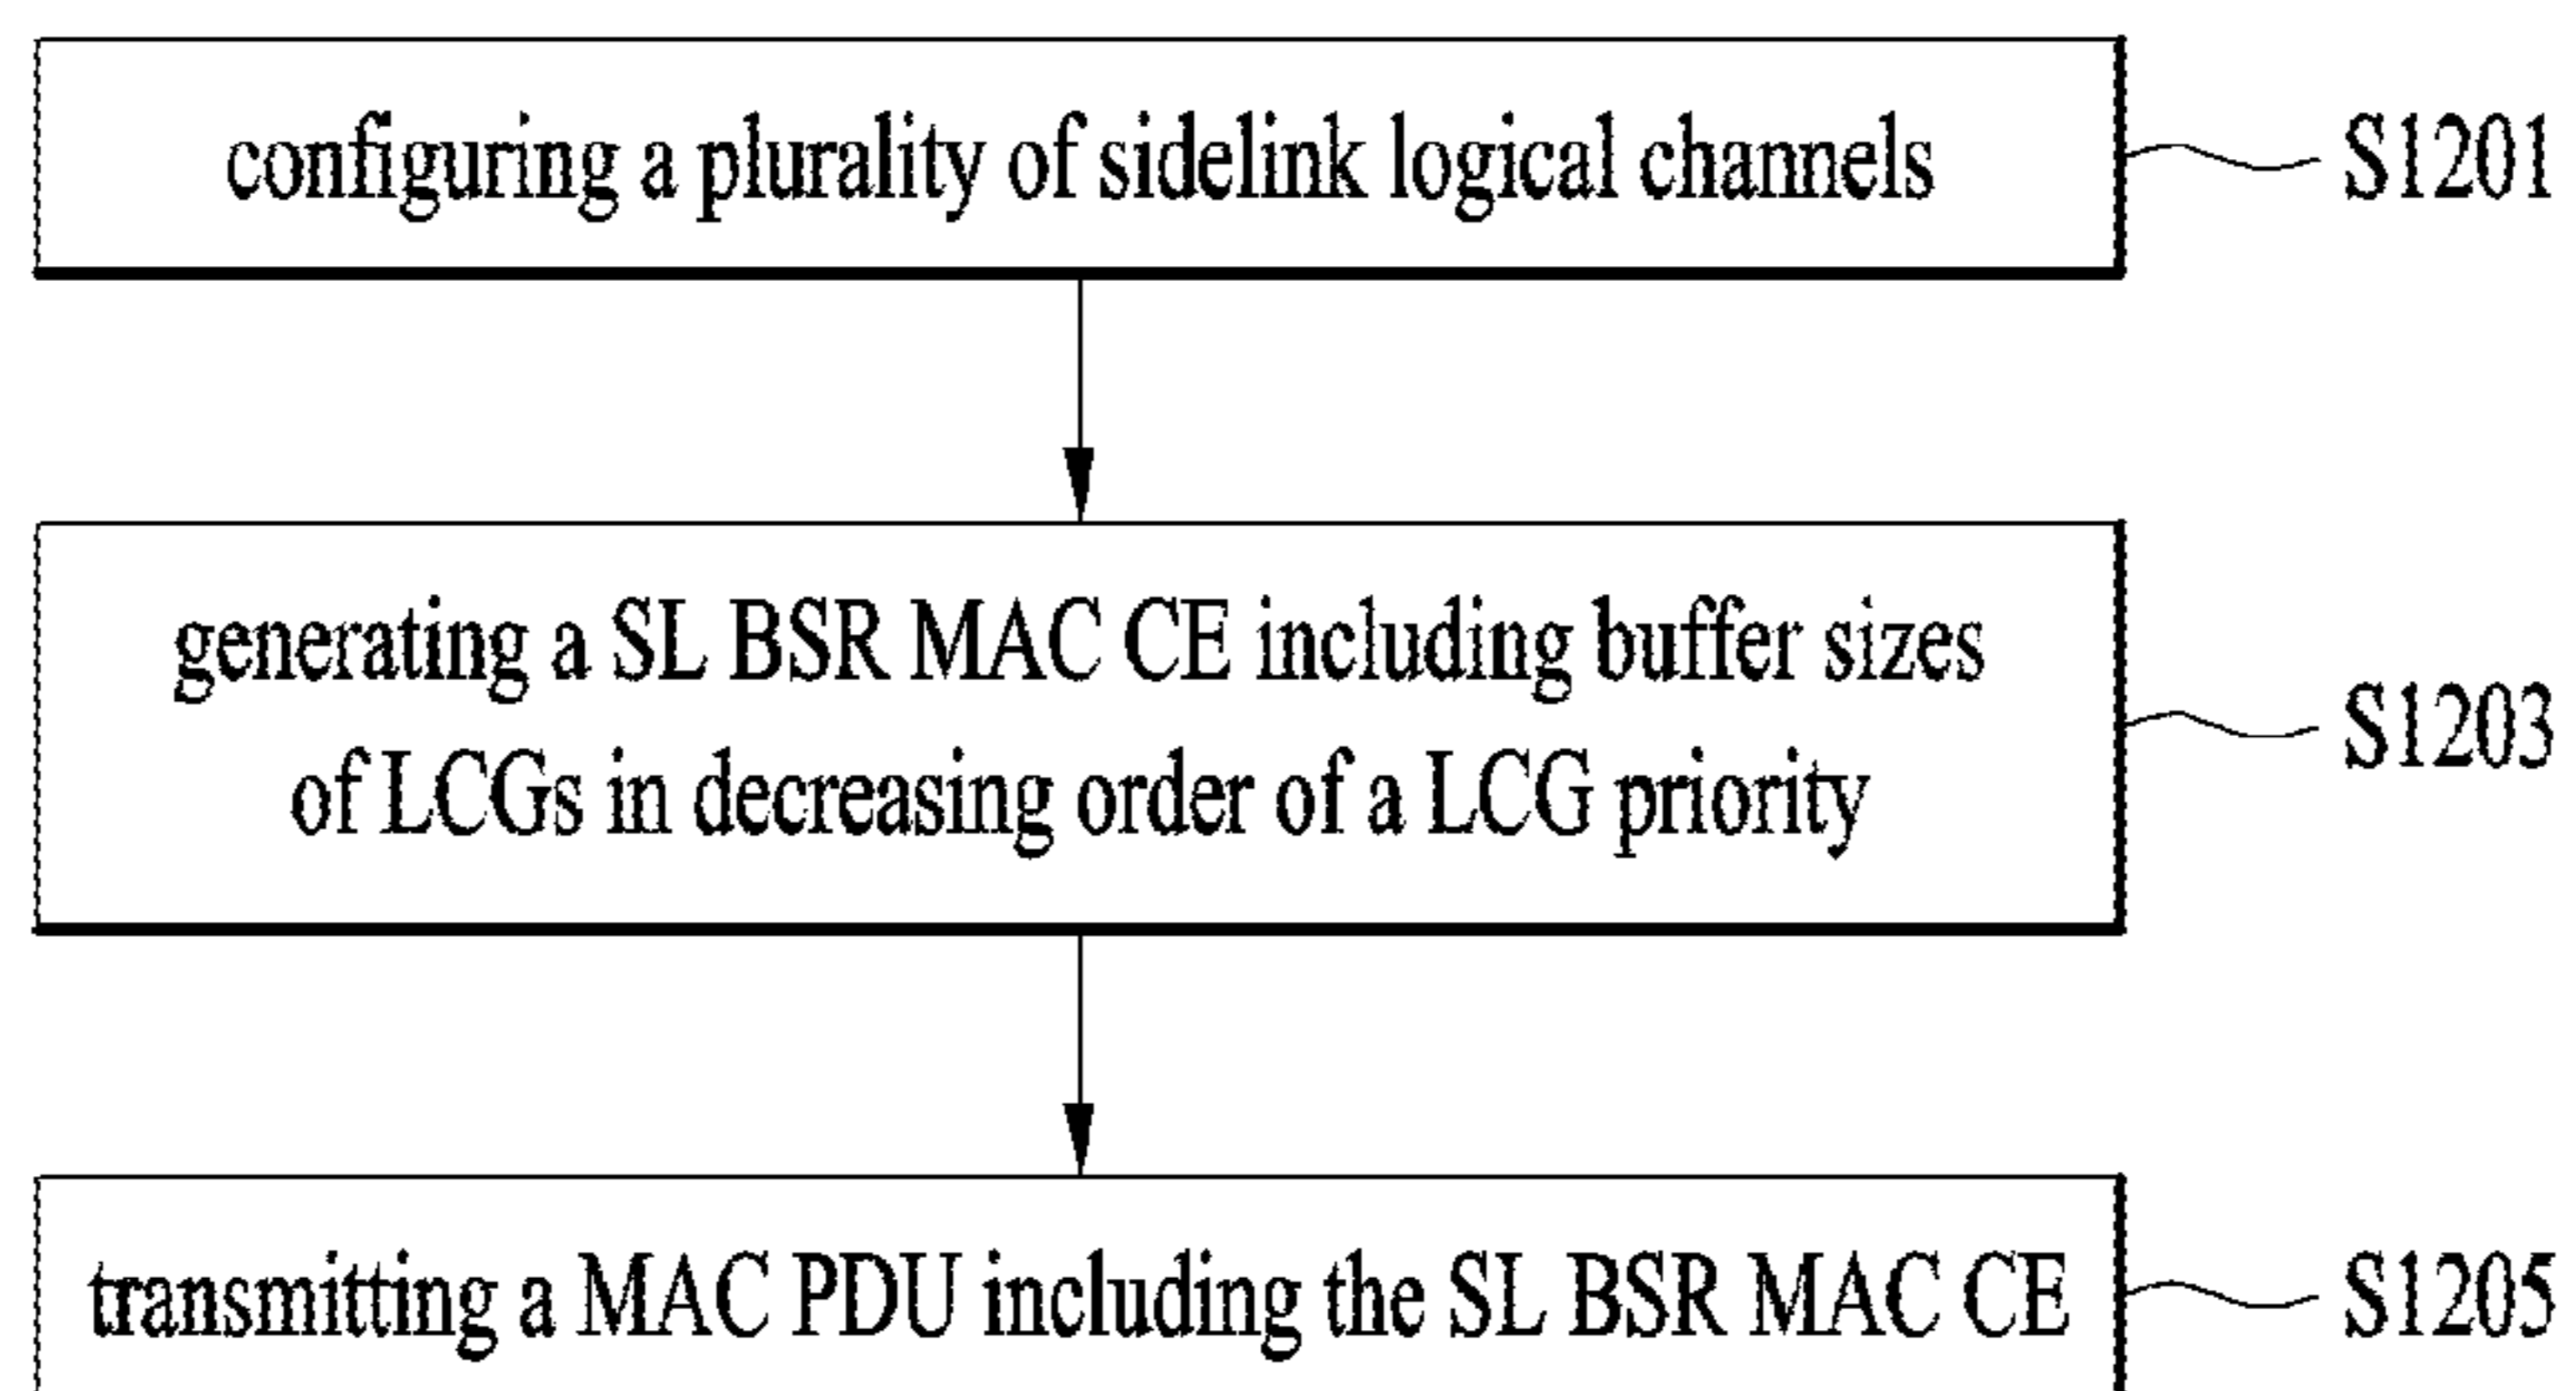 configuring a plurality of sidelink logical channels
S1201
generating a SL BSR MAC CE including buffer sizes
of LCGs in decreasing order of a LCG priority
S1203
transmitting a MAC PDU including the SL BSR MAC CE
S1205